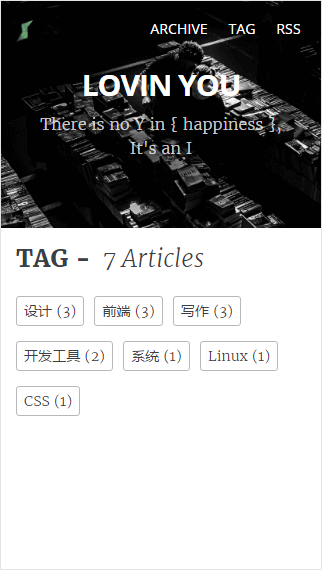 ARCHIVE TAG RSS
LOVIN YOU
There is no Y in { happiness },
It's an I
TAG - 7 Articles
设计 (3) 前端 (3) 写作 (3)
开发工具 (2) 系统 (1) Linux (1)
CSS (1)